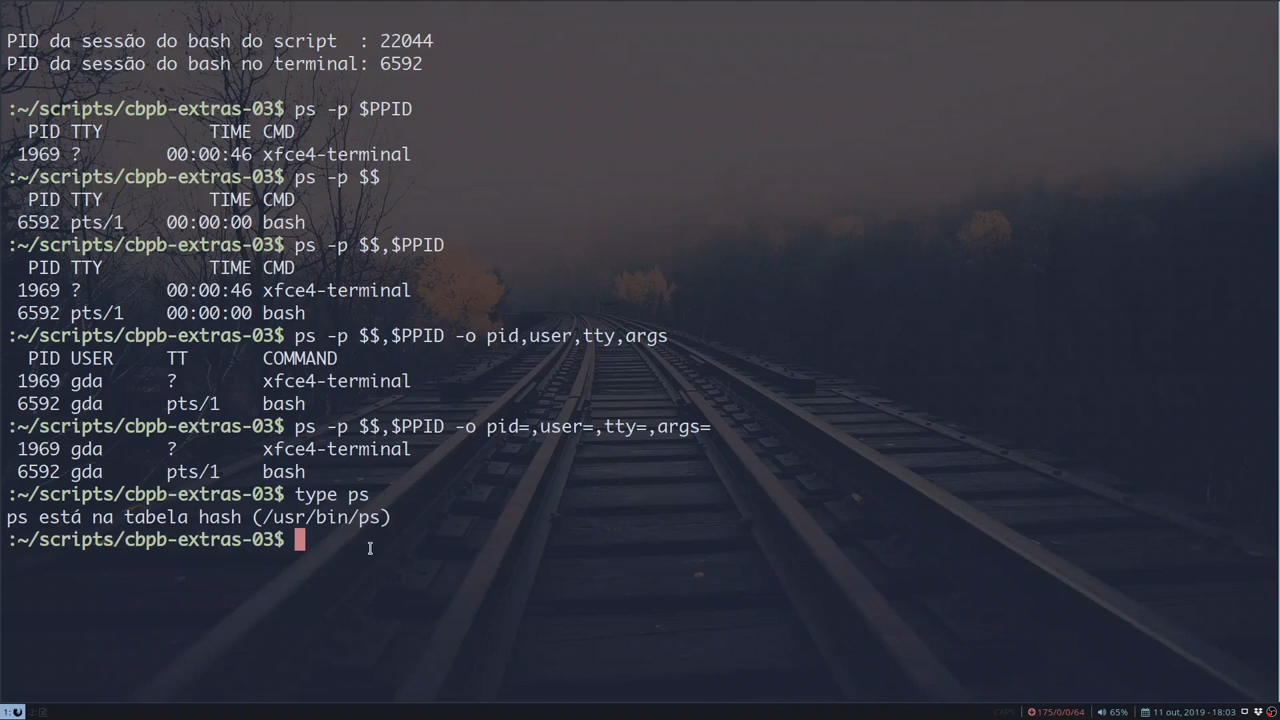 PID da sessão do bash do script  : 22044
PID da sessão do bash no terminal: 6592
:~/scripts/cbpb-extras-03$ ps -p $PPID
  PID TTY          TIME CMD
 1969 ?        00:00:46 xfce4-terminal
:~/scripts/cbpb-extras-03$ ps -p $$
  PID TTY          TIME CMD
 6592 pts/1    00:00:00 bash
:~/scripts/cbpb-extras-03$ ps -p $$,$PPID
  PID TTY          TIME CMD
 1969 ?        00:00:46 xfce4-terminal
 6592 pts/1    00:00:00 bash
:~/scripts/cbpb-extras-03$ ps -p $$,$PPID -o pid,user,tty,args
  PID USER     TT       COMMAND
 1969 gda      ?        xfce4-terminal
 6592 gda      pts/1    bash
:~/scripts/cbpb-extras-03$ ps -p $$,$PPID -o pid=,user=,tty=,args=
 1969 gda      ?        xfce4-terminal
 6592 gda      pts/1    bash
:~/scripts/cbpb-extras-03$ type ps
ps está na tabela hash (/usr/bin/ps)
:~/scripts/cbpb-extras-03$
1: 2: CAPS 175/0/0/64 65% 11 out, 2019 - 18:03